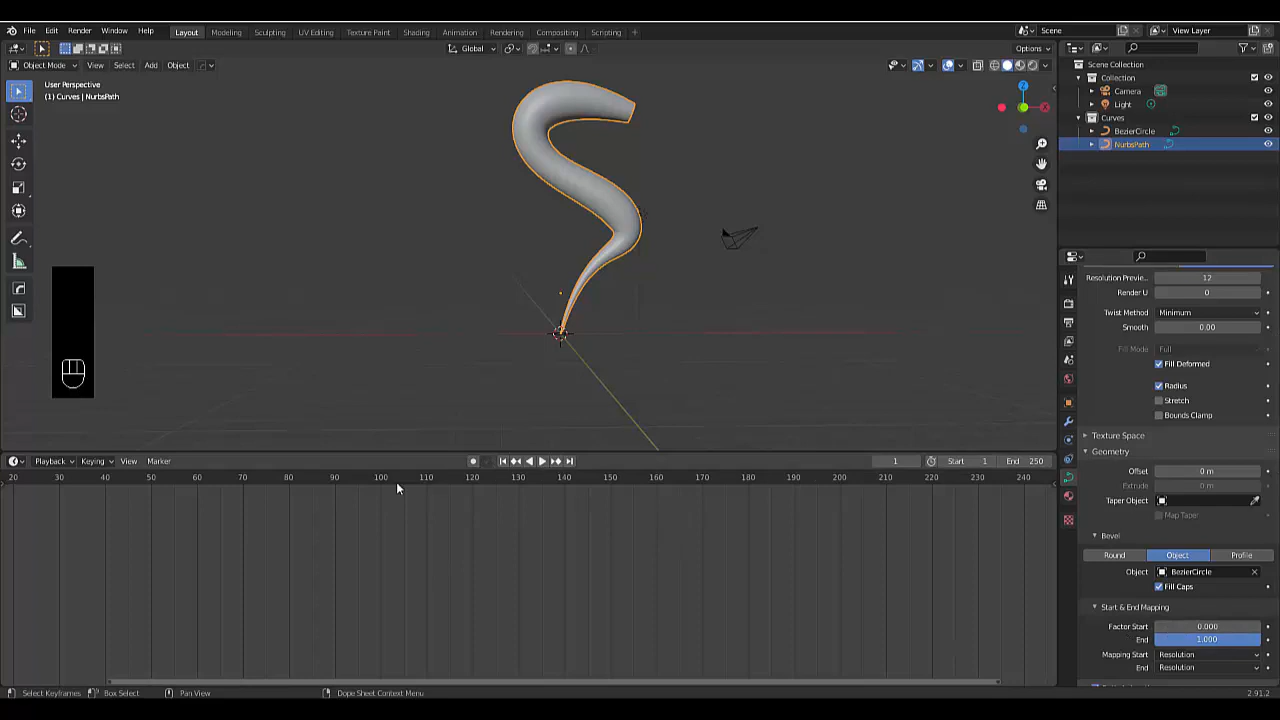 File Edit Render Window Help Layout Modeling Sculpting UV Editing Texture Paint Shading Animation Rendering Compositing Scripting + Scene View Layer
Global Options
Object Mode View Select Add Object
User Perspective
(1) Curves | NurbsPath
Z
X
Scene Collection
Collection
Camera
Light
Curves
BezierCircle
NurbsPath
Resolution Previe... 12
Render U 0
Twist Method Minimum
Smooth 0.00
Fill Mode Full
Fill Deformed
Radius
Stretch
Bounds Clamp
Texture Space
Geometry
Offset 0 m
Extrude 0 m
Taper Object
Map Taper
Bevel
Round Object Profile
Object BezierCircle
Fill Caps
Start & End Mapping
Factor Start 0.000
End 1.000
Mapping Start Resolution
End Resolution
Playback Keying View Marker 1 Start 1 End 250
20 30 40 50 60 70 80 90 100 110 120 130 140 150 160 170 180 190 200 210 220 230 240
Select Keyframes Box Select Pan View Dope Sheet Context Menu 2.91.2